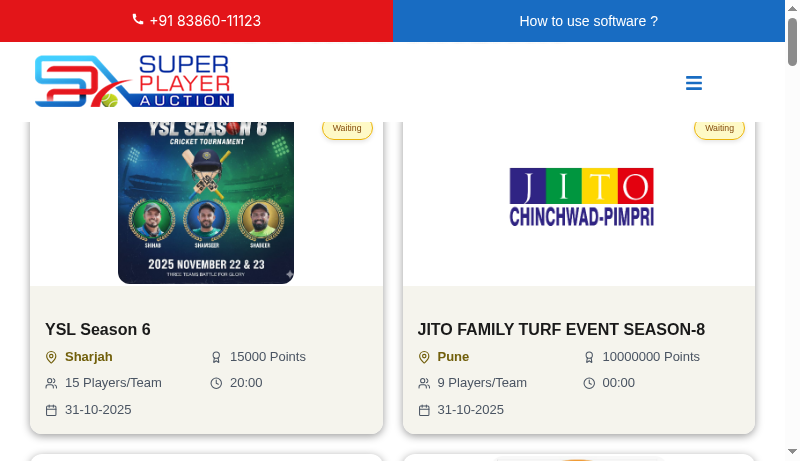 +91 83860-11123
How to use software ?
SUPER
PLAYER
AUCTION
Waiting
Waiting
YSL SEASON 6
CRICKET TOURNAMENT
SHIHAB
SHAMSEER
2025 NOVEMBER 22 & 23
THREE TEAMS BATTLE FOR GLORY
JITO
CHINCHWAD-PIMPRI
YSL Season 6
Sharjah
15000 Points
15 Players/Team
20:00
31-10-2025
JITO FAMILY TURF EVENT SEASON-8
Pune
10000000 Points
9 Players/Team
00:00
31-10-2025